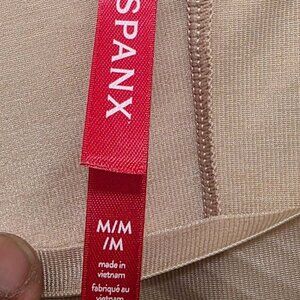 SPANX
M/M
/M
made in
vietnam
fabriqué au
vietnam